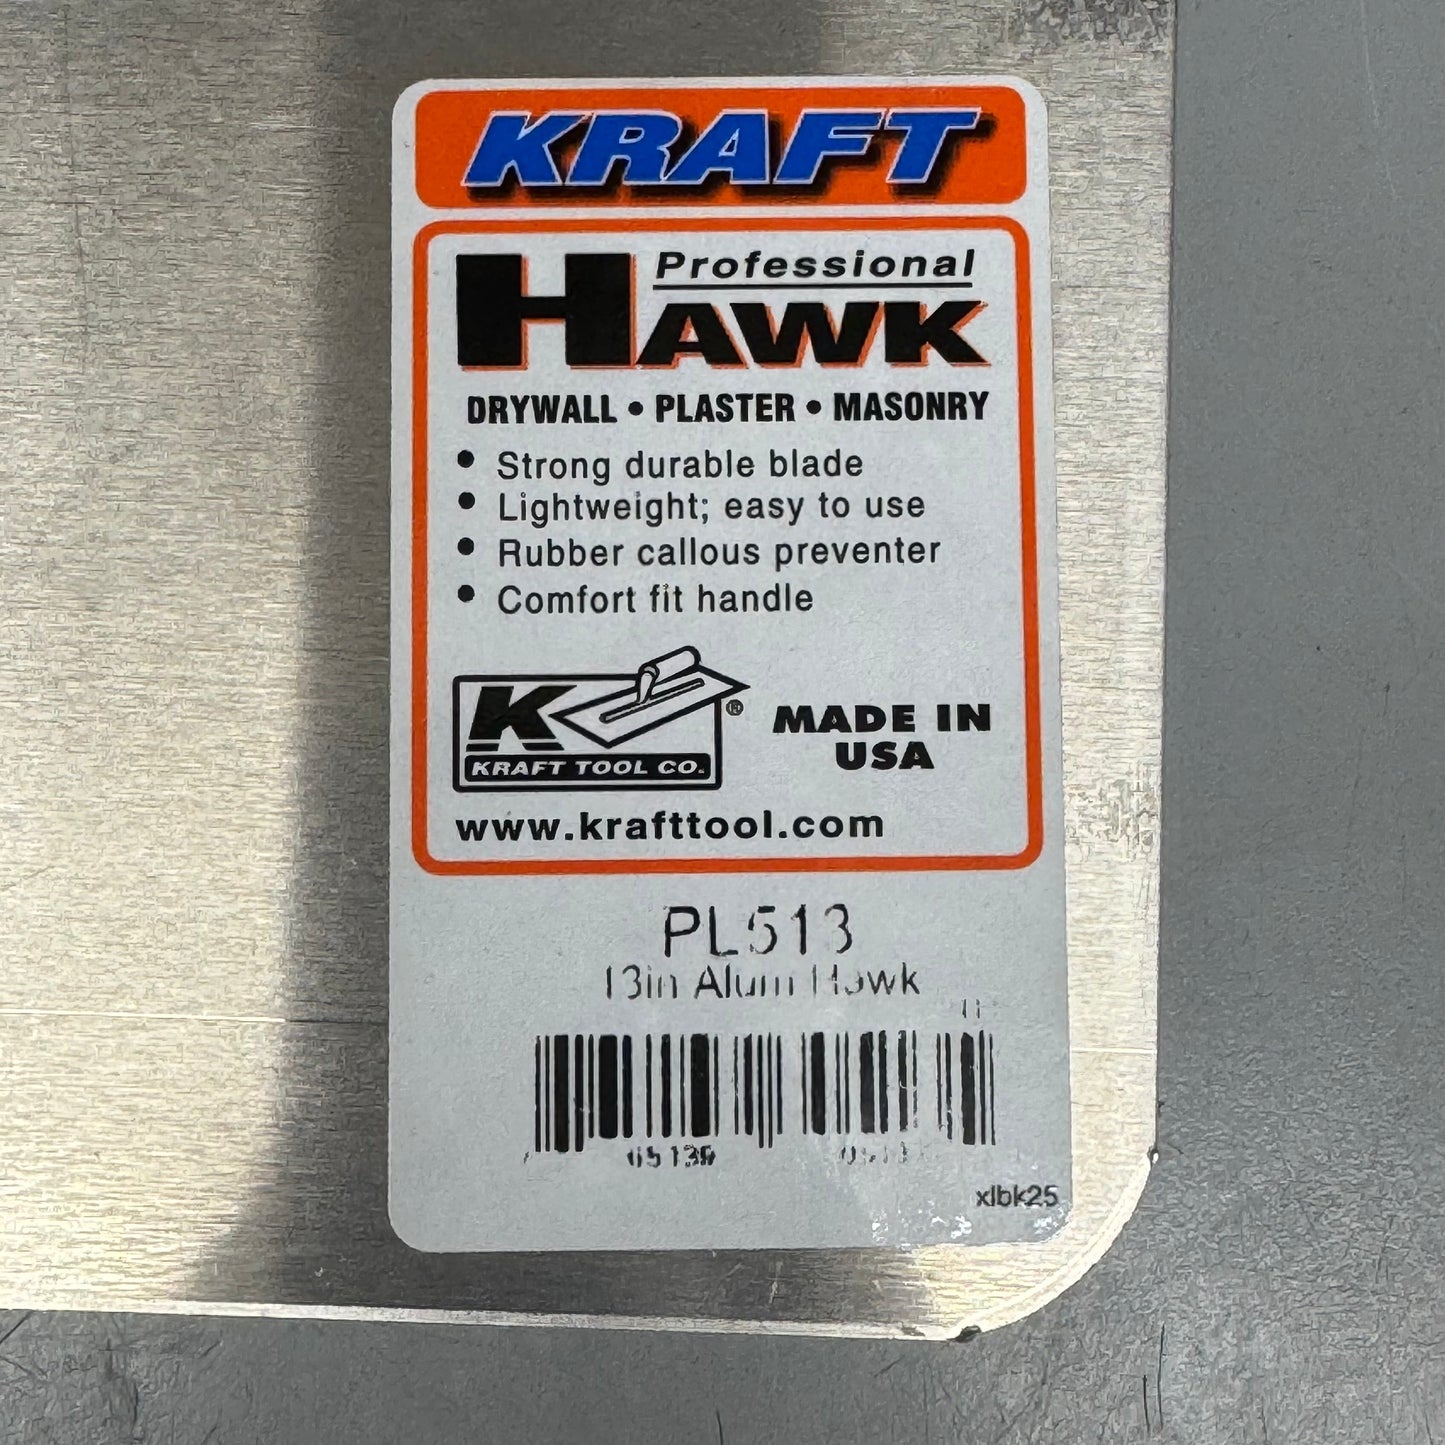 KRAFT
Professional
HAWK
DRYWALL • PLASTER • MASONRY
• Strong durable blade
• Lightweight; easy to use
• Rubber callous preventer
• Comfort fit handle
K ®
KRAFT TOOL CO.
MADE IN
USA
www.krafttool.com
PL513
13in Alum Hawk
xlbk25